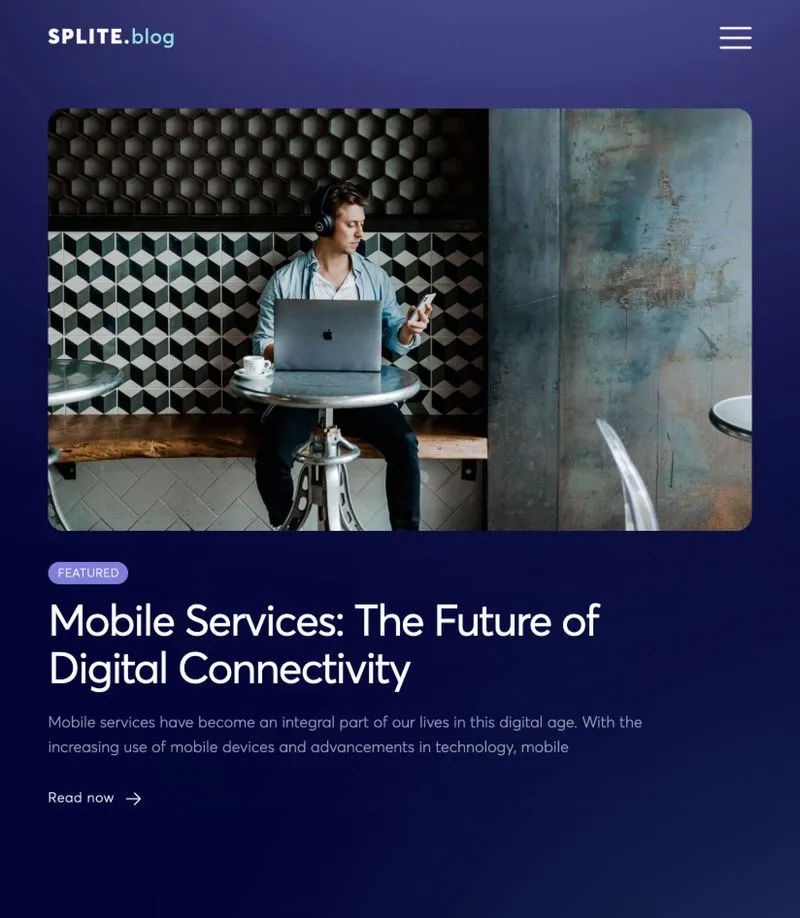 SPLITE.blog
FEATURED
Mobile Services: The Future of
Digital Connectivity
Mobile services have become an integral part of our lives in this digital age. With the
increasing use of mobile devices and advancements in technology, mobile
Read now